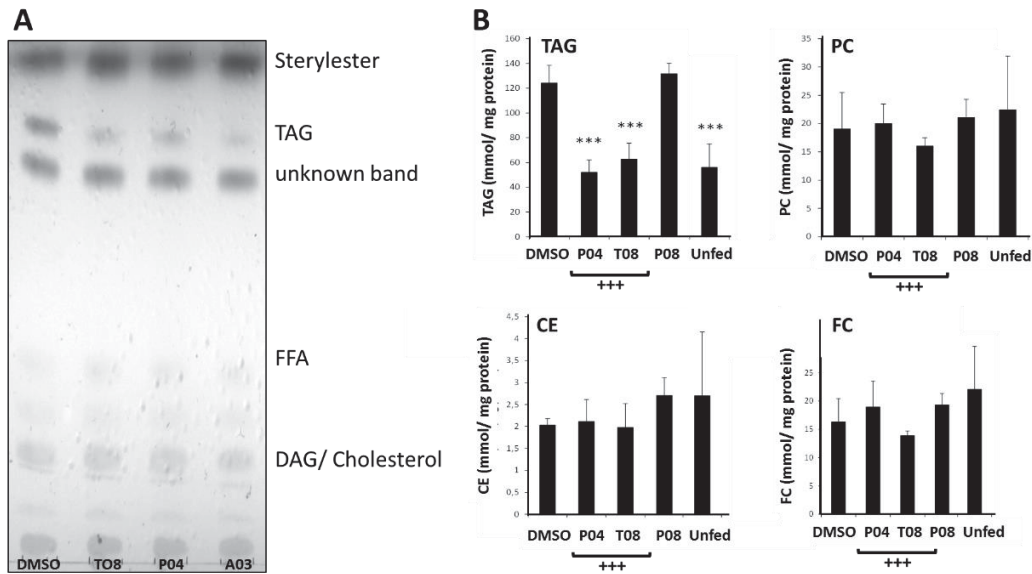 A
Sterylester
TAG
unknown band
FFA
DAG/ Cholesterol
DMSO TO8 P04 A03
B
TAG
TAG (mmol/ mg protein)
160
140
120
100
80
60
40
20
0
DMSO P04 T08 P08 Unfed
*** *** ***
+++
PC
PC (mmol/ mg protein)
35
30
25
20
15
10
5
0
DMSO P04 T08 P08 Unfed
+++
CE
CE (mmol/ mg protein)
4,5
4
3,5
3
2,5
2
1,5
1
0,5
0
DMSO P04 T08 P08 Unfed
+++
FC
FC (mmol/ mg protein)
25
20
15
10
15
0
DMSO P04 T08 P08 Unfed
+++